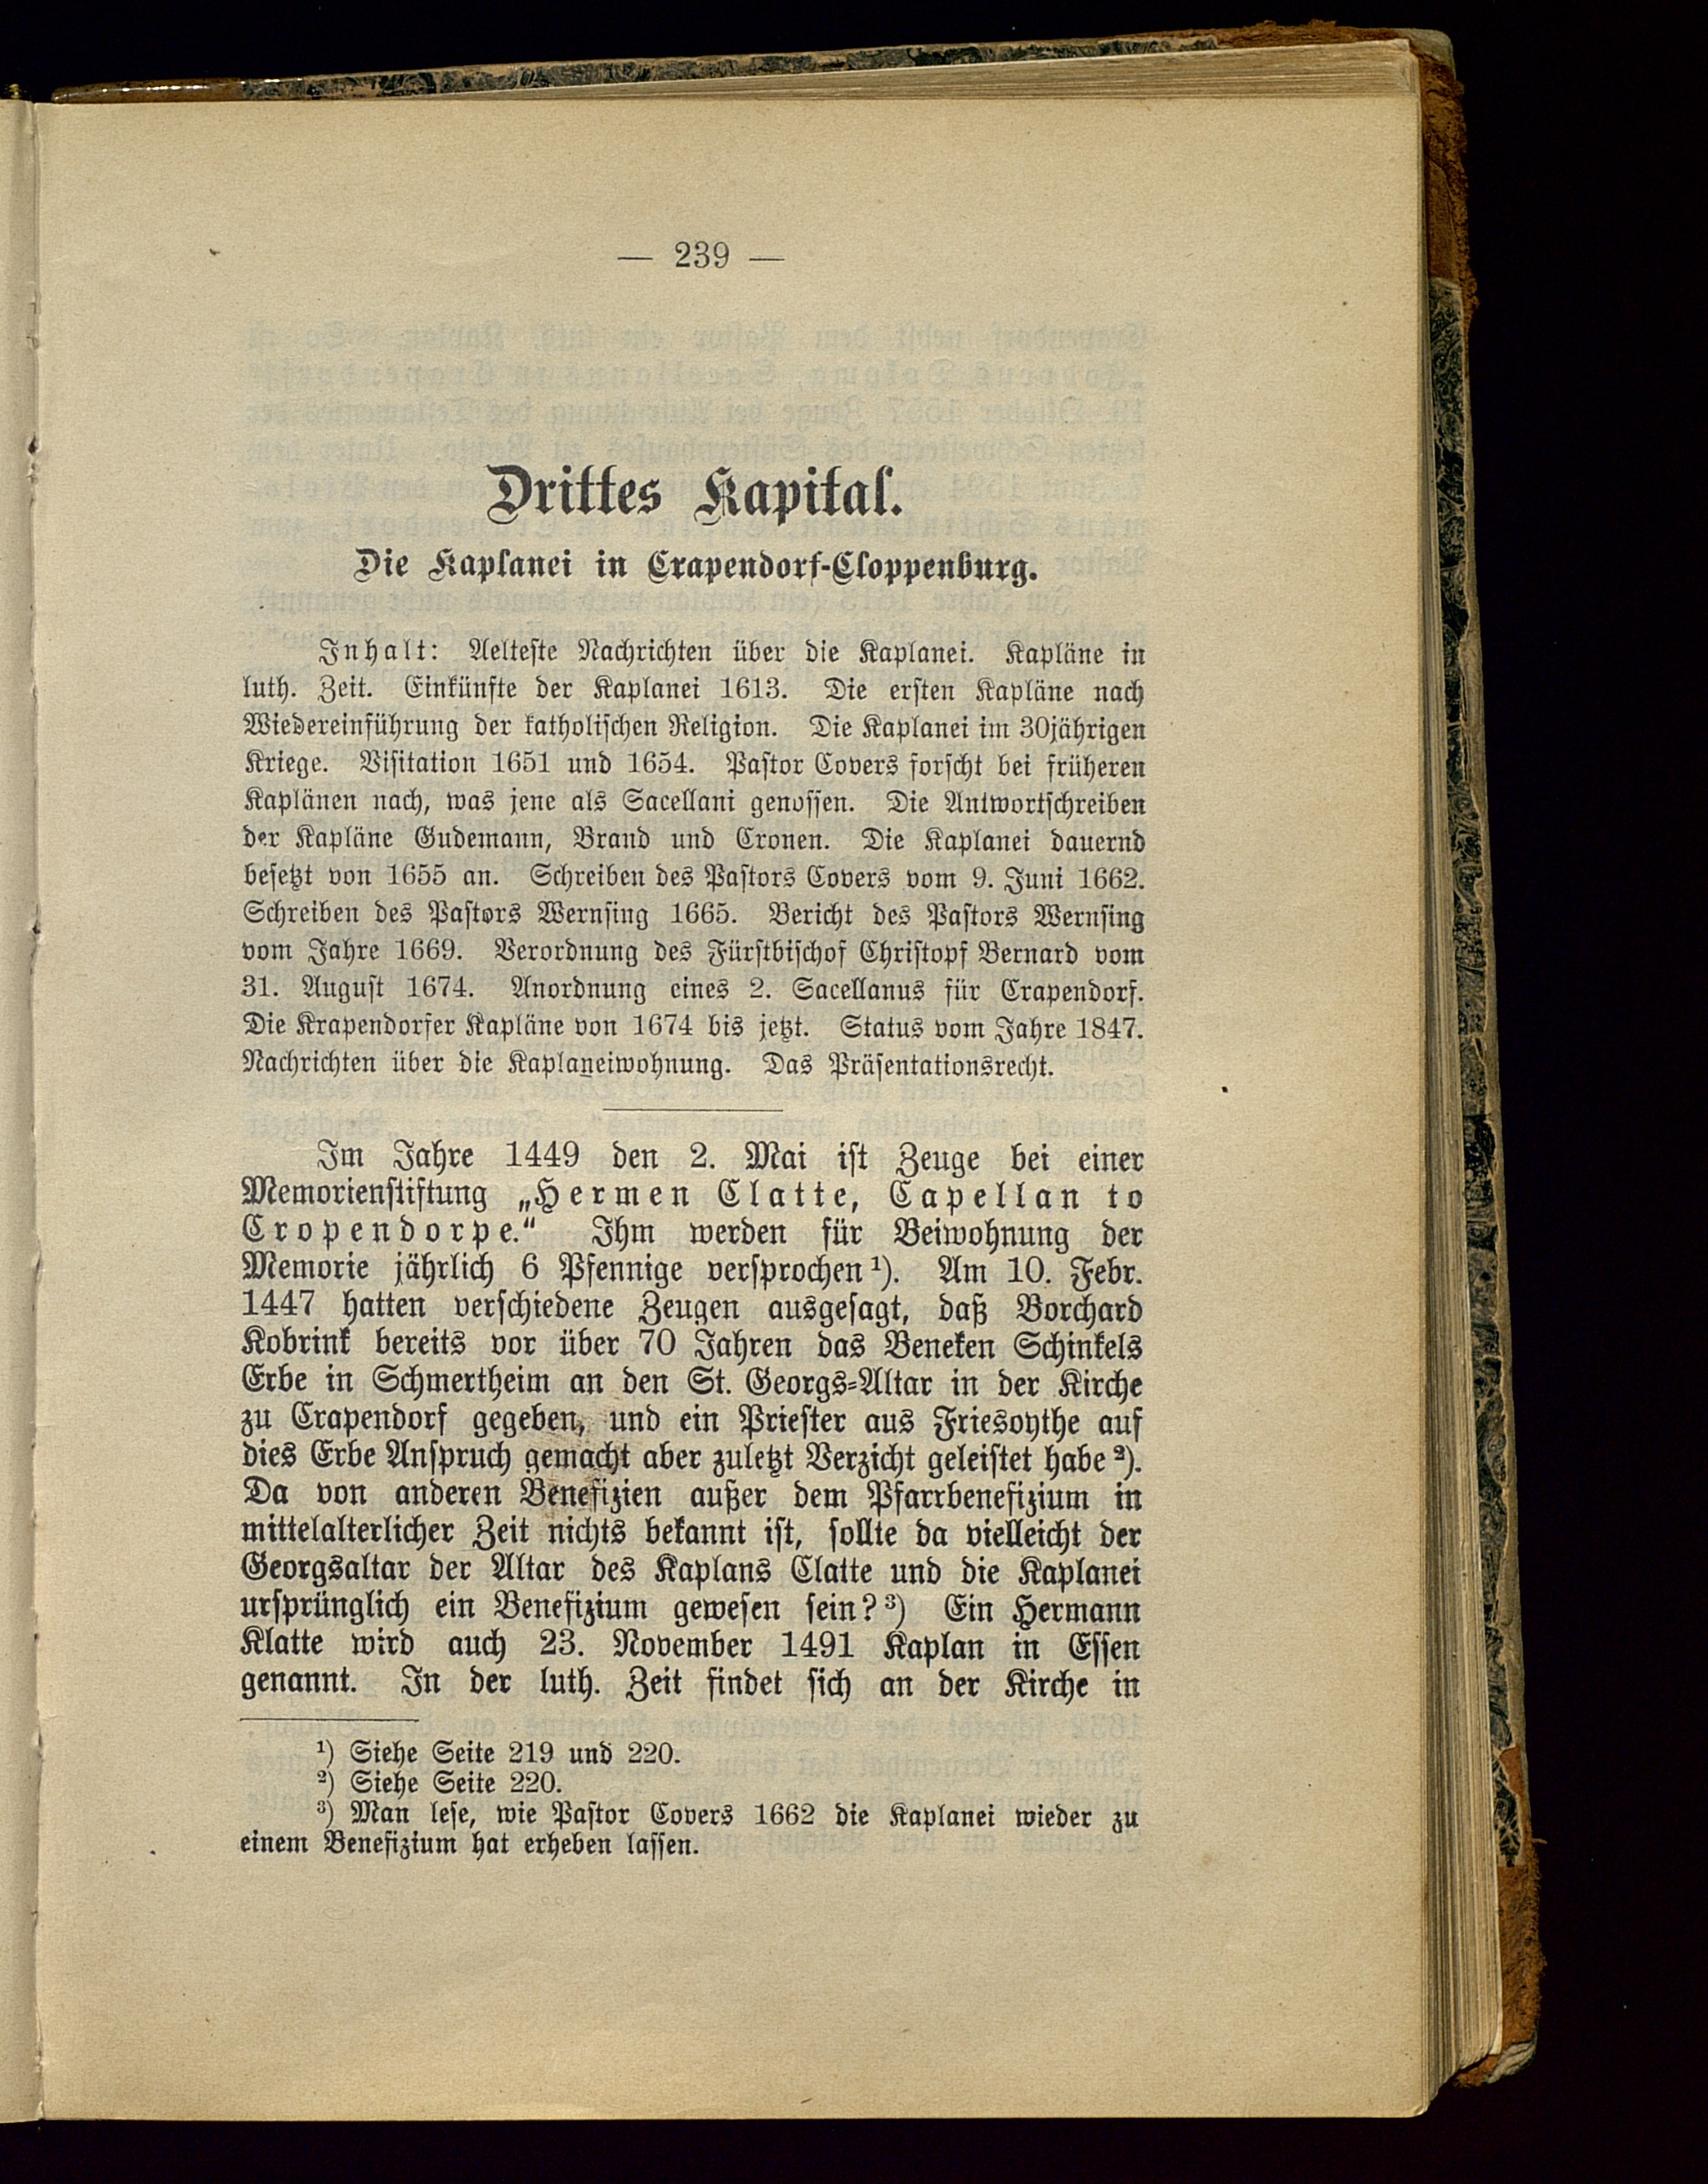 — 239 —
Drittes Kapital.
Die Kaplanei in Crapendorf-Cloppenburg.
Inhalt: Aelteste Nachrichten über die Kaplanei. Kapläne in
luth. Zeit. Einkünfte der Kaplanei 1613. Die ersten Kapläne nach
Wiedereinführung der katholischen Religion. Die Kaplanei im 30jährigen
Kriege. Visitation 1651 und 1654. Pastor Covers forscht bei früheren
Kaplänen nach, was jene als Sacellani genossen. Die Antwortschreiben
der Kapläne Gudemann, Brand und Cronen. Die Kaplanei dauernd
besetzt von 1655 an. Schreiben des Pastors Covers vom 9. Juni 1662.
Schreiben des Pastors Wernsing 1665. Bericht des Pastors Wernsing
vom Jahre 1669. Verordnung des Fürstbischof Christopf Bernard vom
31. August 1674. Anordnung eines 2. Sacellanus für Crapendorf.
Die Krapendorfer Kapläne von 1674 bis jetzt. Status vom Jahre 1847.
Nachrichten über die Kaplaneiwohnung. Das Präsentationsrecht.
Im Jahre 1449 den 2. Mai ist Zeuge bei einer
Memorienstiftung „Hermen Clatte, Capellan to
Cropendorpe.“ Ihm werden für Beiwohnung der
Memorie jährlich 6 Pfennige versprochen ¹). Am 10. Febr.
1447 hatten verschiedene Zeugen ausgesagt, daß Borchard
Kobrink bereits vor über 70 Jahren das Beneken Schinkels
Erbe in Schmertheim an den St. Georgs-Altar in der Kirche
zu Crapendorf gegeben, und ein Priester aus Friesoythe auf
dies Erbe Anspruch gemacht aber zuletzt Verzicht geleistet habe ²).
Da von anderen Benefizien außer dem Pfarrbenefizium in
mittelalterlicher Zeit nichts bekannt ist, sollte da vielleicht der
Georgsaltar der Altar des Kaplans Clatte und die Kaplanei
ursprünglich ein Benefizium gewesen sein? ³) Ein Hermann
Klatte wird auch 23. November 1491 Kaplan in Essen
genannt. In der luth. Zeit findet sich an der Kirche in
¹) Siehe Seite 219 und 220.
²) Siehe Seite 220.
³) Man lese, wie Pastor Covers 1662 die Kaplanei wieder zu
einem Benefizium hat erheben lassen.